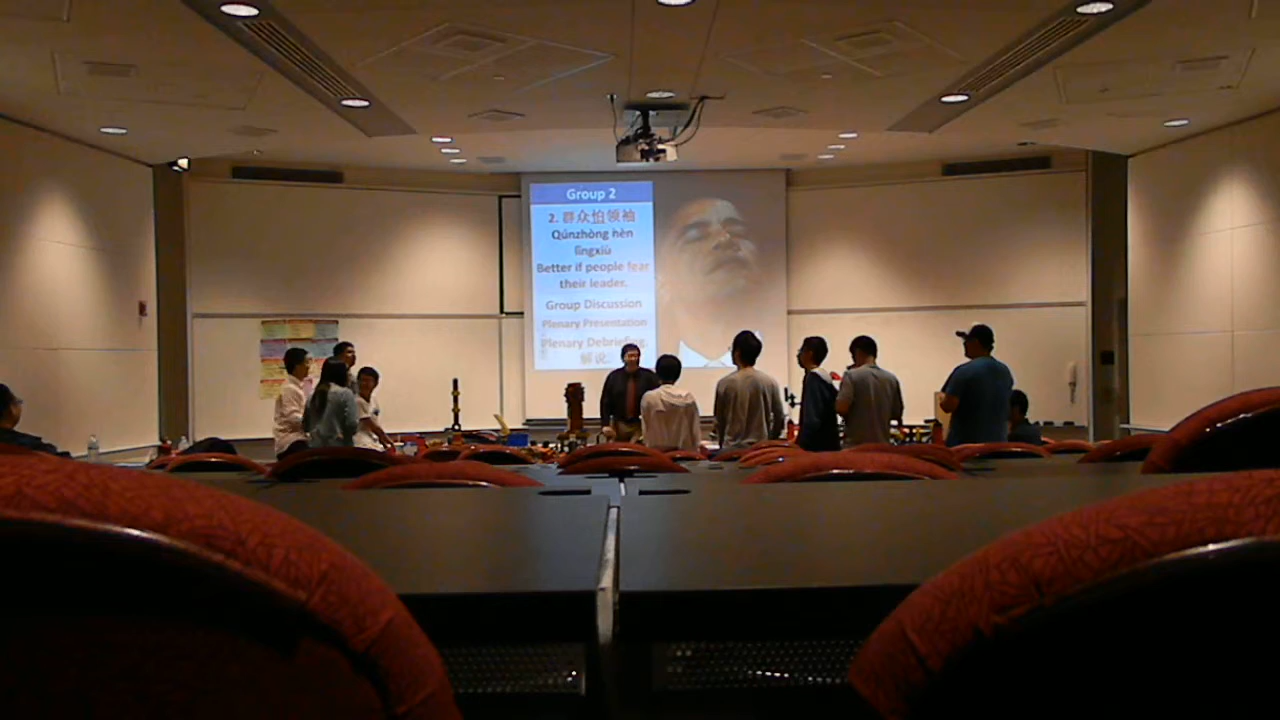 Group 2
2. 群众怕领袖
Qúnzhòng hèn
lǐngxiù
Better if people fear
their leader.
Group Discussion
Plenary Presentation
Plenary Debriefing.
解说.